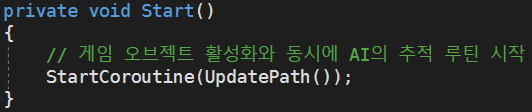 private void Start()
{
    // 게임 오브젝트 활성화와 동시에 AI의 추적 루틴 시작
    StartCoroutine(UpdatePath());
}